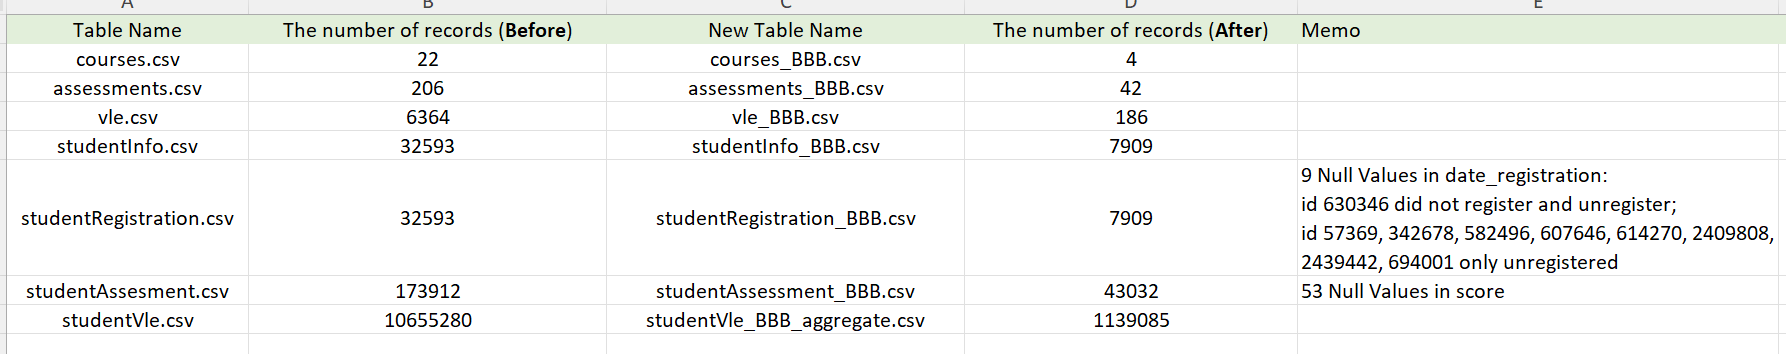 A B C D E
Table Name The number of records (Before) New Table Name The number of records (After) Memo
courses.csv 22 courses_BBB.csv 4
assessments.csv 206 assessments_BBB.csv 42
vle.csv 6364 vle_BBB.csv 186
studentInfo.csv 32593 studentInfo_BBB.csv 7909
studentRegistration.csv 32593 studentRegistration_BBB.csv 7909
9 Null Values in date_registration:
id 630346 did not register and unregister;
id 57369, 342678, 582496, 607646, 614270, 2409808,
2439442, 694001 only unregistered
studentAssesment.csv 173912 studentAssessment_BBB.csv 43032 53 Null Values in score
studentVle.csv 10655280 studentVle_BBB_aggregate.csv 1139085